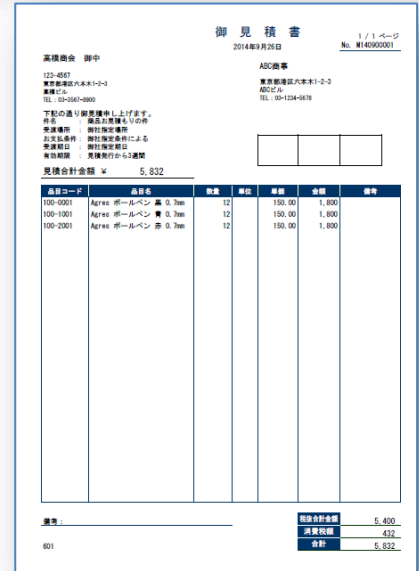 御 見 積 書
1 / 1 ページ
2014年9月26日
No. M140900001
高横商会 御中
ABC商事
123-4567
東京都港区六本木1-2-3
高横ビル
TEL : 03-3567-8900
東京都港区六本木1-2-3
ABCビル
TEL : 03-1234-5678
下記の通り御見積申し上げます。
件名 : 商品お見積もりの件
受渡場所 : 御社指定場所
お支払条件 : 御社指定条件による
受渡期日 : 御社指定期日
有効期限 : 見積発行から3週間
見積合計金額 ¥ 5,832
品目コード 品目名 数量 単位 単価 金額 備考
100-0001 Agres ボールペン 黒 0.7mm 12 150.00 1,800
100-1001 Agres ボールペン 青 0.7mm 12 150.00 1,800
100-2001 Agres ボールペン 赤 0.7mm 12 150.00 1,800
備考 :
税抜合計金額 5,400
消費税額 432
合計 5,832
601